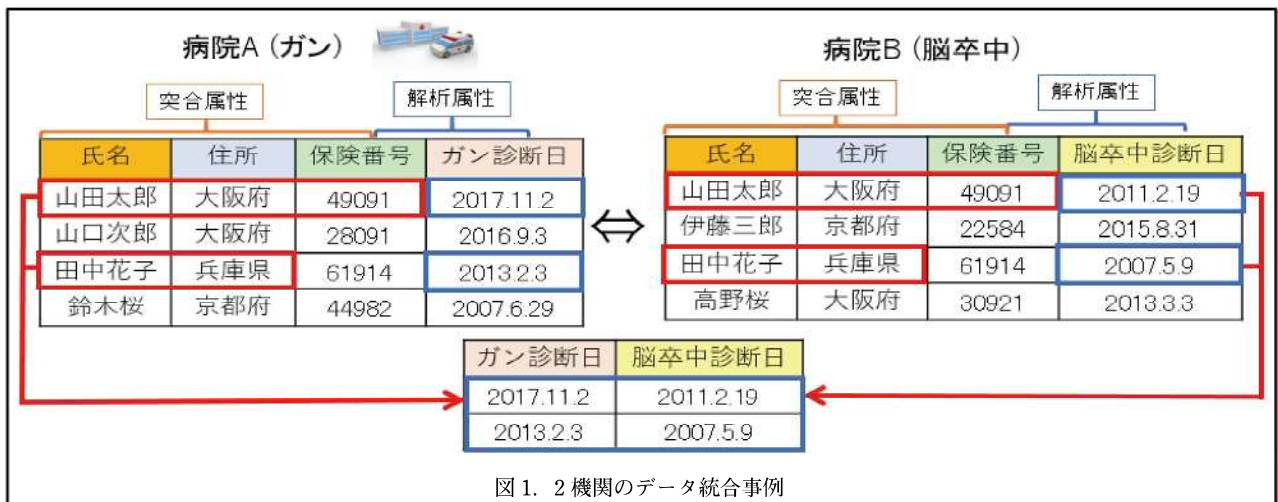 病院A（ガン）
突合属性
解析属性
氏名 住所 保険番号 ガン診断日
山田太郎 大阪府 49091 2017.11.2
山口次郎 大阪府 28091 2016.9.3
田中花子 兵庫県 61914 2013.2.3
鈴木桜 京都府 44982 2007.6.29
⇔
病院B（脳卒中）
突合属性
解析属性
氏名 住所 保険番号 脳卒中診断日
山田太郎 大阪府 49091 2011.2.19
伊藤三郎 京都府 22584 2015.8.31
田中花子 兵庫県 61914 2007.5.9
高野桜 大阪府 30921 2013.3.3
ガン診断日 脳卒中診断日
2017.11.2 2011.2.19
2013.2.3 2007.5.9
図1. 2機関のデータ統合事例